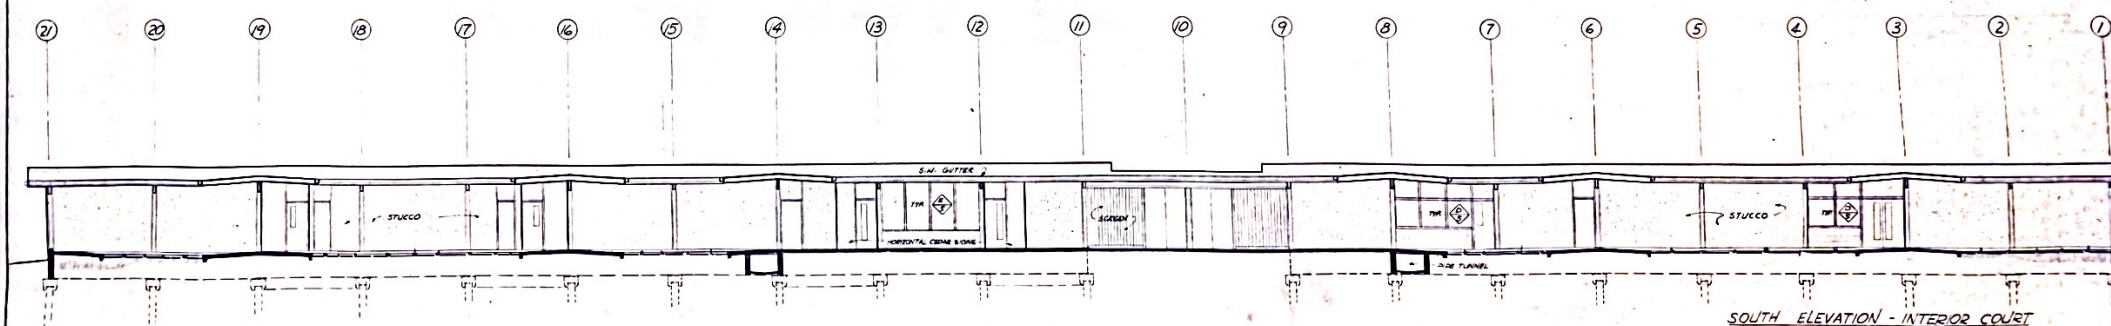 21 20 19 18 17 16 15 14 13 12 11 10 9 8 7 6 5 4 3 2 1
S.M. GUTTER
STUCCO
TYP.
SCREEN
TYP.
STUCCO
TYP.
HORIZONTAL CEDAR SIDING
PIPE TUNNEL
SOUTH ELEVATION - INTERIOR COURT